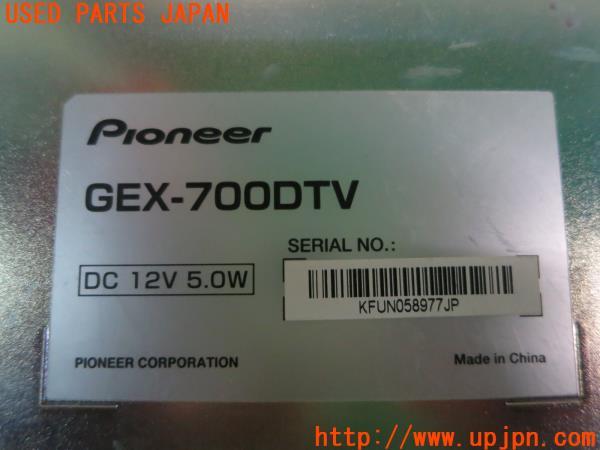 USED PARTS JAPAN
Pioneer
GEX-700DTV
SERIAL NO.:
DC 12V 5.0W
KFUN058977JP
PIONEER CORPORATION
Made in China
http://www.upjpn.com